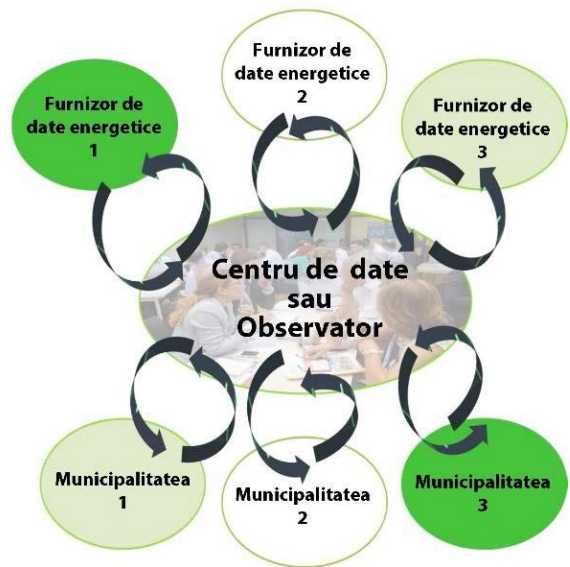 Furnizor de
date energetice
1
Furnizor de
date energetice
2
Furnizor de
date energetice
3
Centru de date
sau
Observator
Municipalitatea
1
Municipalitatea
2
Municipalitatea
3